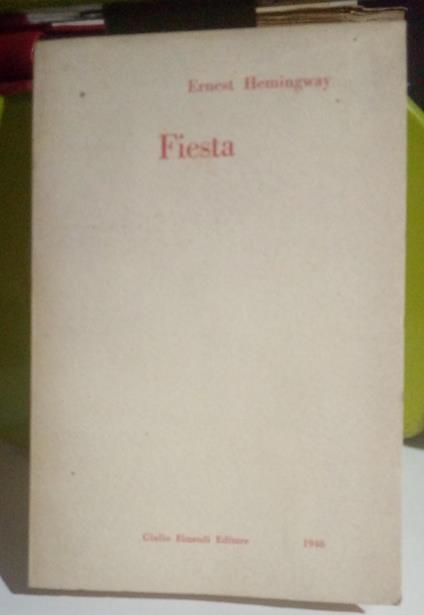 Ernest Hemingway
Fiesta
Giulio Einaudi Editore 1946